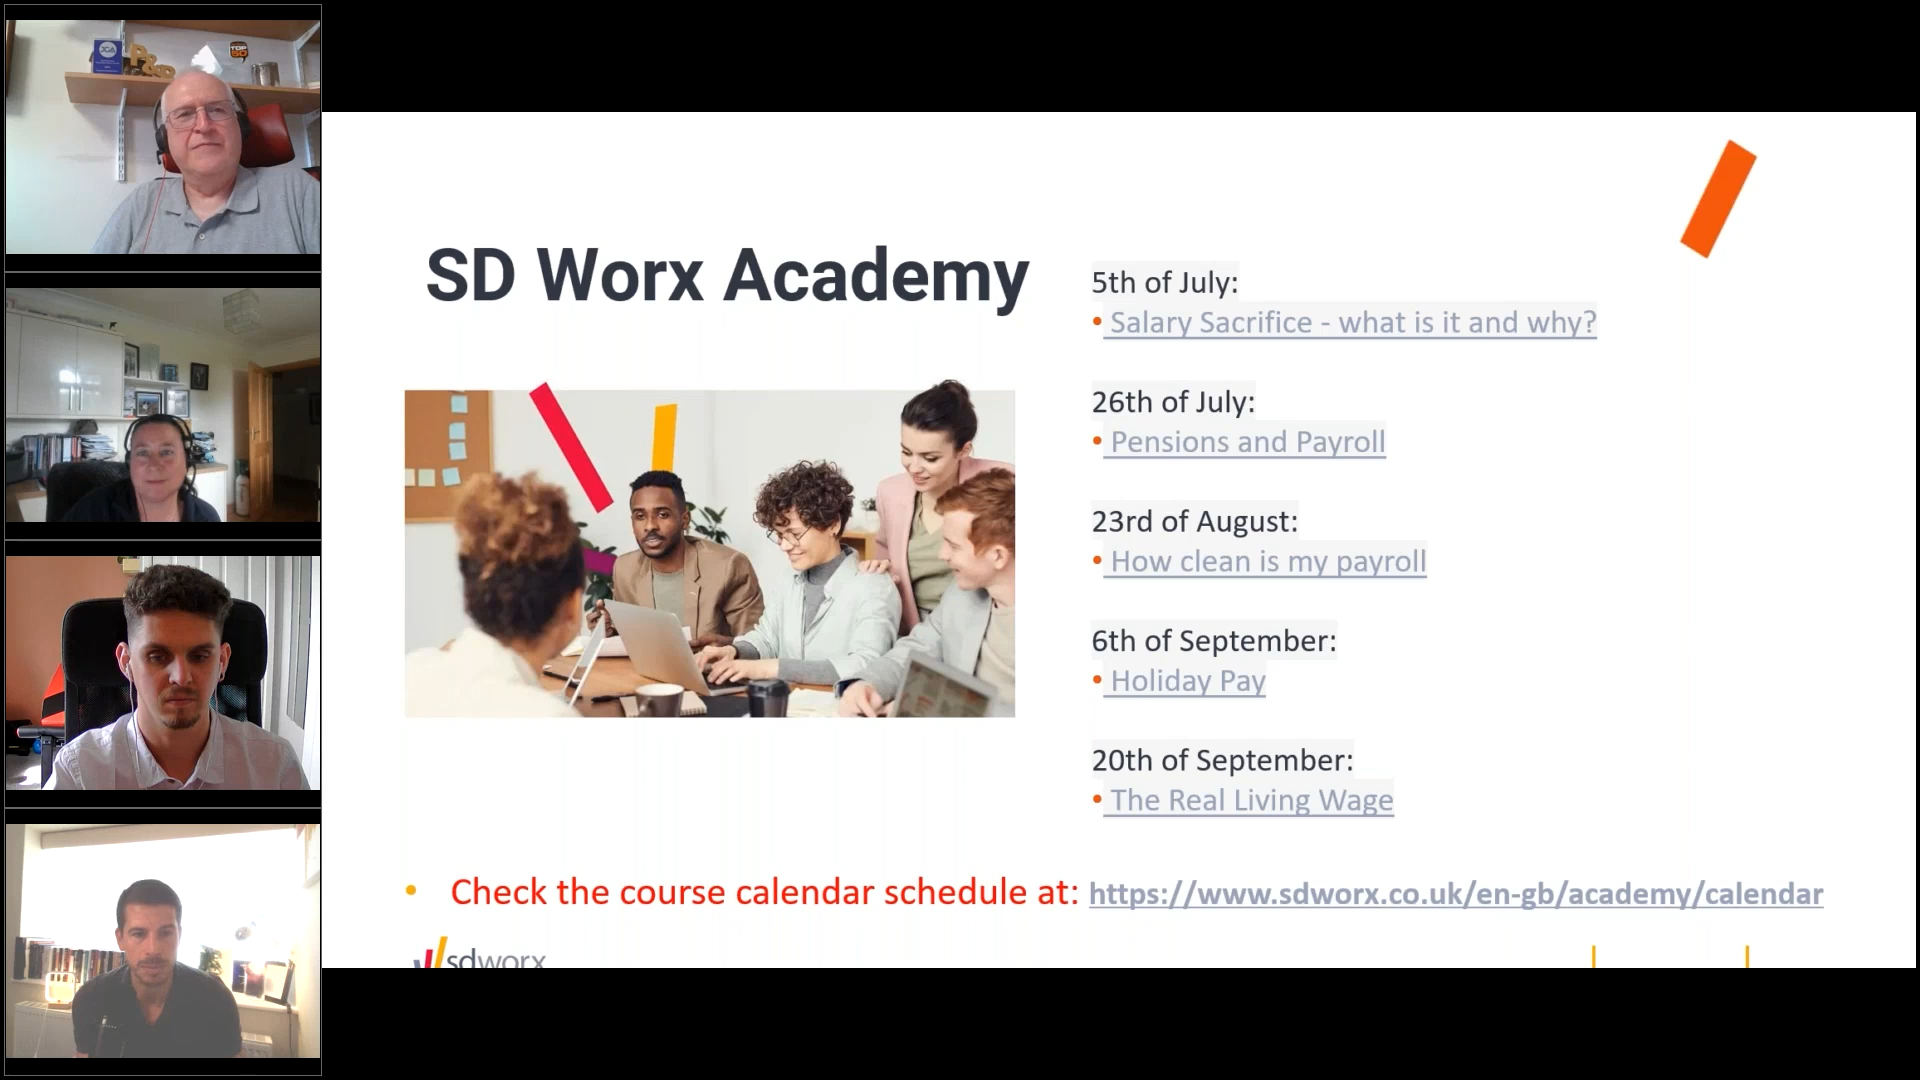 TOP
50
P&P
SD Worx Academy
5th of July:
• Salary Sacrifice - what is it and why?
26th of July:
• Pensions and Payroll
23rd of August:
• How clean is my payroll
6th of September:
• Holiday Pay
20th of September:
• The Real Living Wage
• Check the course calendar schedule at: https://www.sdworx.co.uk/en-gb/academy/calendar
sdworx